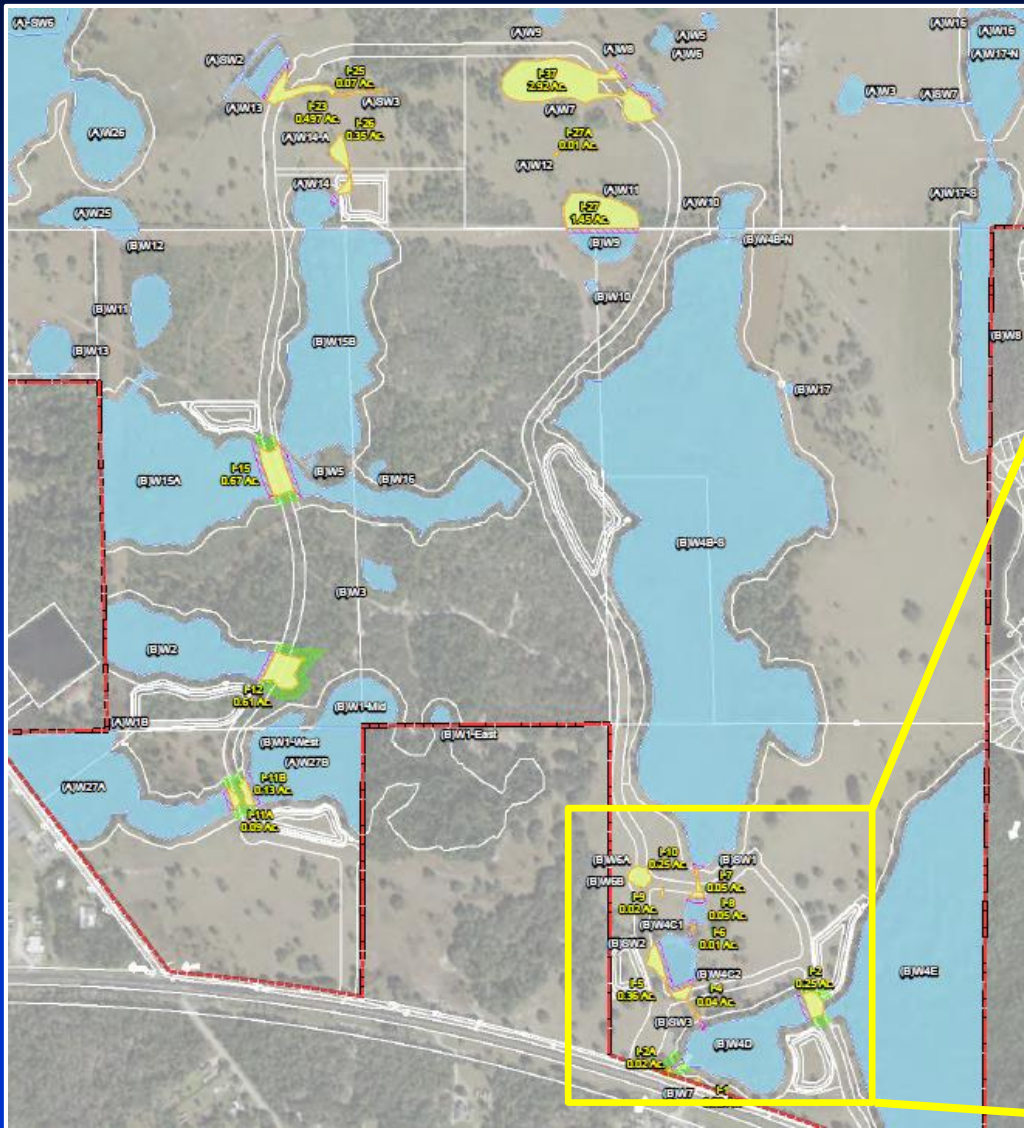 (A)-SW6
(A)SW2
(A)W13
I-25
0.07 Ac.
I-23
0.497 Ac.
(A)SW3
I-26
0.35 Ac.
(A)W14-A
(A)W14
(A)W26
(A)W25
(B)W12
(B)W11
(B)W13
(A)W9
(A)W5
(A)W6
(A)W8
I-37
2.92 Ac.
(A)W7
I-27A
0.01 Ac.
(A)W12
(A)W11
I-27
1.45 Ac.
(B)W9
(B)W10
(A)W10
(B)W4B-N
(A)W3
(A)SW7
(A)W16
(A)W16
(A)W17-N
(A)W17-S
(B)W8
(B)W15B
(B)W17
I-15
0.67 Ac.
(B)W5
(B)W16
(B)W15A
(B)W4B-S
(B)W3
(B)W2
I-12
0.61 Ac.
(B)W1-Mid
(A)W1B
(B)W1-West
(B)W1-East
(A)W27B
(A)W27A
I-11B
0.13 Ac.
I-11A
0.09 Ac.
(B)W6A
I-10
0.25 Ac.
(B)SW1
(B)W6B
I-7
0.05 Ac.
I-9
0.02 Ac.
I-8
0.05 Ac.
(B)W4C1
I-6
0.01 Ac.
(B)SW2
(B)W4C2
I-5
0.36 Ac.
I-4
0.04 Ac.
I-2
0.25 Ac.
(B)W4E
(B)SW3
(B)W4D
I-2A
0.02 Ac.
(B)W7
I-1